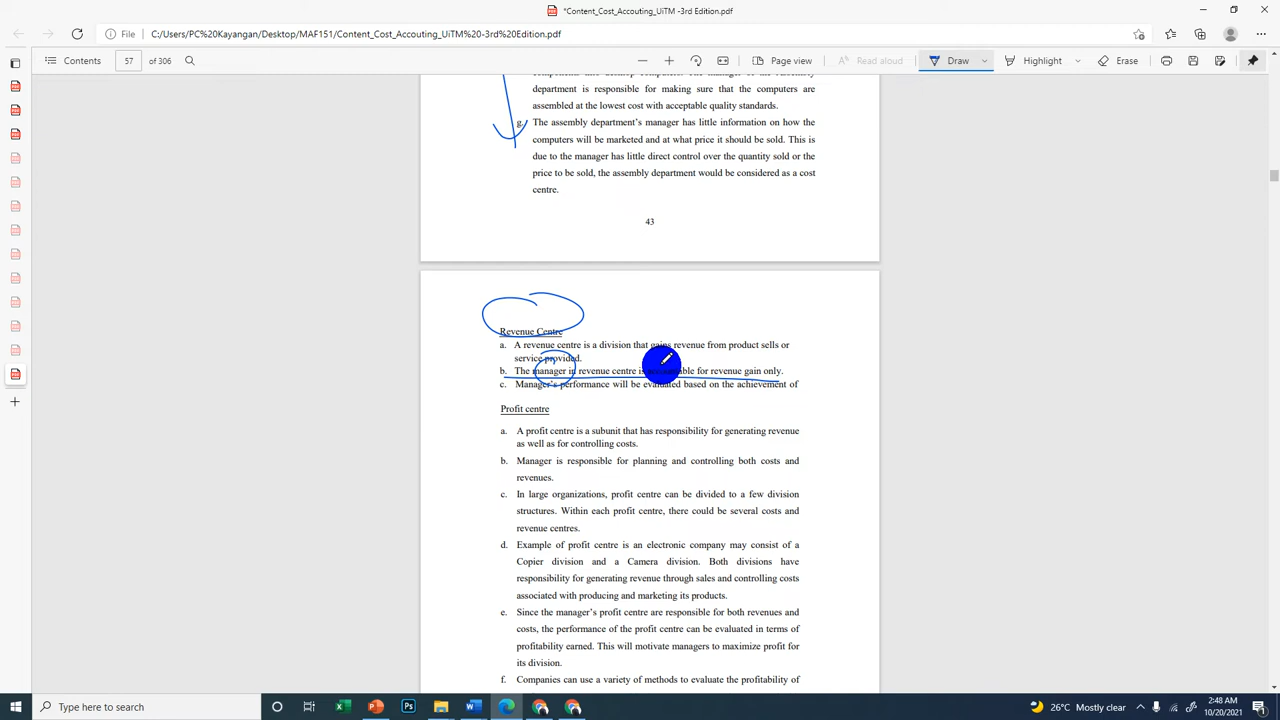 *Content_Cost_Accouting_UiTM -3rd Edition.pdf
File
C:/Users/PC%20Kayangan/Desktop/MAF151/Content_Cost_Accouting_UiTM%20-3rd%20Edition.pdf
Contents
57
of 306
Page view
Read aloud
Draw
Highlight
Erase
department is responsible for making sure that the computers are
assembled at the lowest cost with acceptable quality standards.
g. The assembly department's manager has little information on how the
computers will be marketed and at what price it should be sold. This is
due to the manager has little direct control over the quantity sold or the
price to be sold, the assembly department would be considered as a cost
centre.
43
Revenue Centre
a. A revenue centre is a division that gains revenue from product sells or
service provided.
b. The manager in revenue centre is accountable for revenue gain only.
c. Manager's performance will be evaluated based on the achievement of
Profit centre
a. A profit centre is a subunit that has responsibility for generating revenue
as well as for controlling costs.
b. Manager is responsible for planning and controlling both costs and
revenues.
c. In large organizations, profit centre can be divided to a few division
structures. Within each profit centre, there could be several costs and
revenue centres.
d. Example of profit centre is an electronic company may consist of a
Copier division and a Camera division. Both divisions have
responsibility for generating revenue through sales and controlling costs
associated with producing and marketing its products.
e. Since the manager's profit centre are responsible for both revenues and
costs, the performance of the profit centre can be evaluated in terms of
profitability earned. This will motivate managers to maximize profit for
its division.
f. Companies can use a variety of methods to evaluate the profitability of
Type here to search
26°C Mostly clear
2:48 AM
10/20/2021